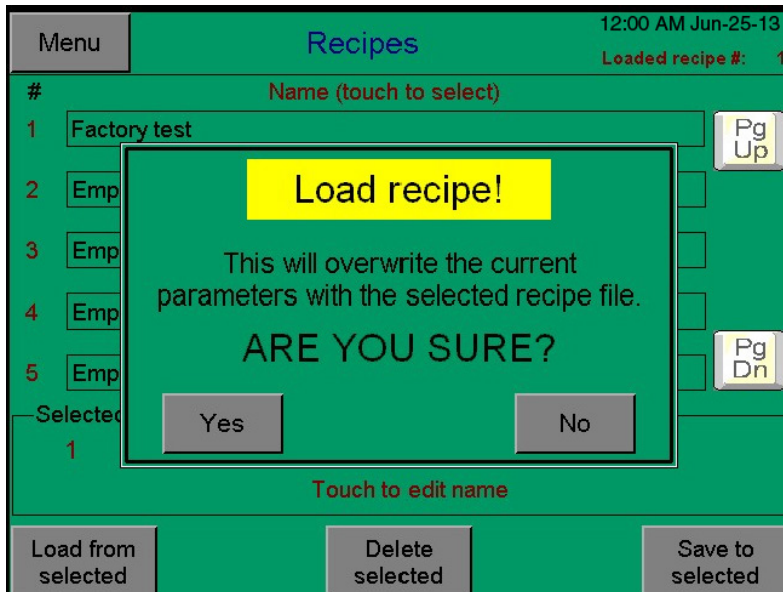 Menu
Recipes
12:00 AM Jun-25-13
Loaded recipe #: 1
# Name (touch to select)
1 Factory test
Pg
Up
2 Emp
3 Emp
4 Emp
5 Emp
Pg
Dn
Load recipe!
This will overwrite the current
parameters with the selected recipe file.
ARE YOU SURE?
Yes
No
Selected
1
Touch to edit name
Load from
selected
Delete
selected
Save to
selected